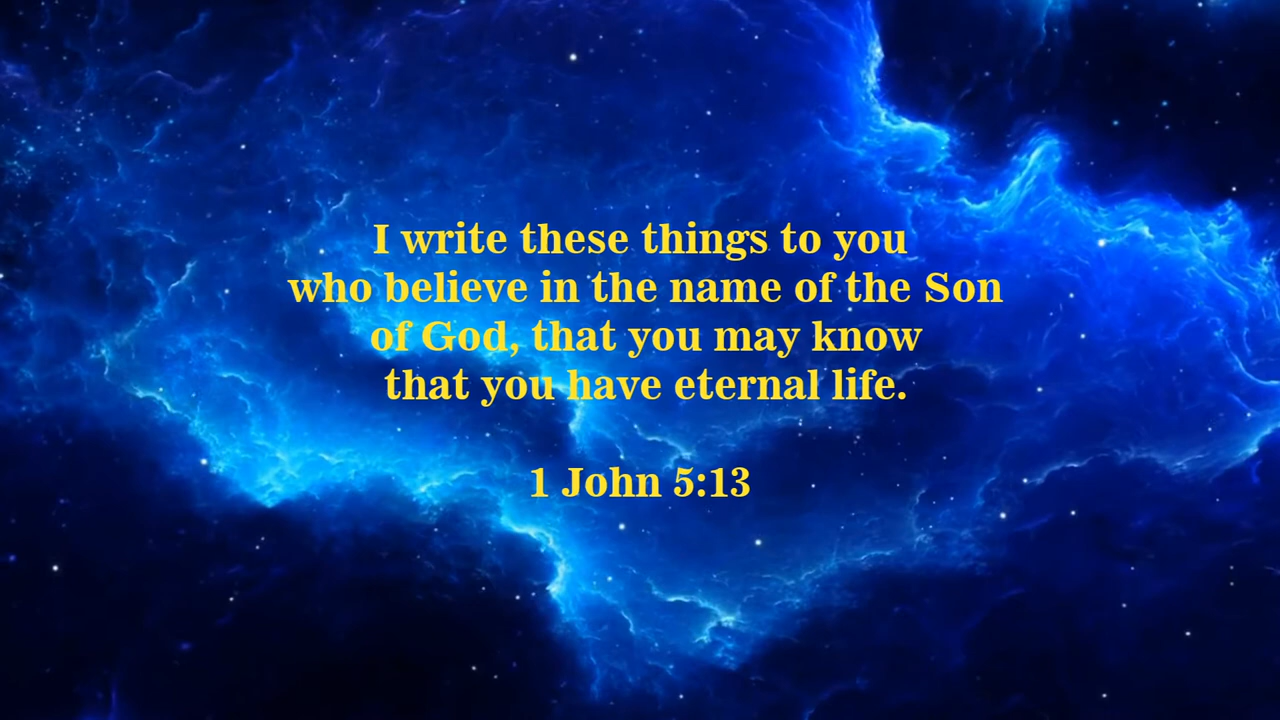 I write these things to you
who believe in the name of the Son
of God, that you may know
that you have eternal life.
1 John 5:13